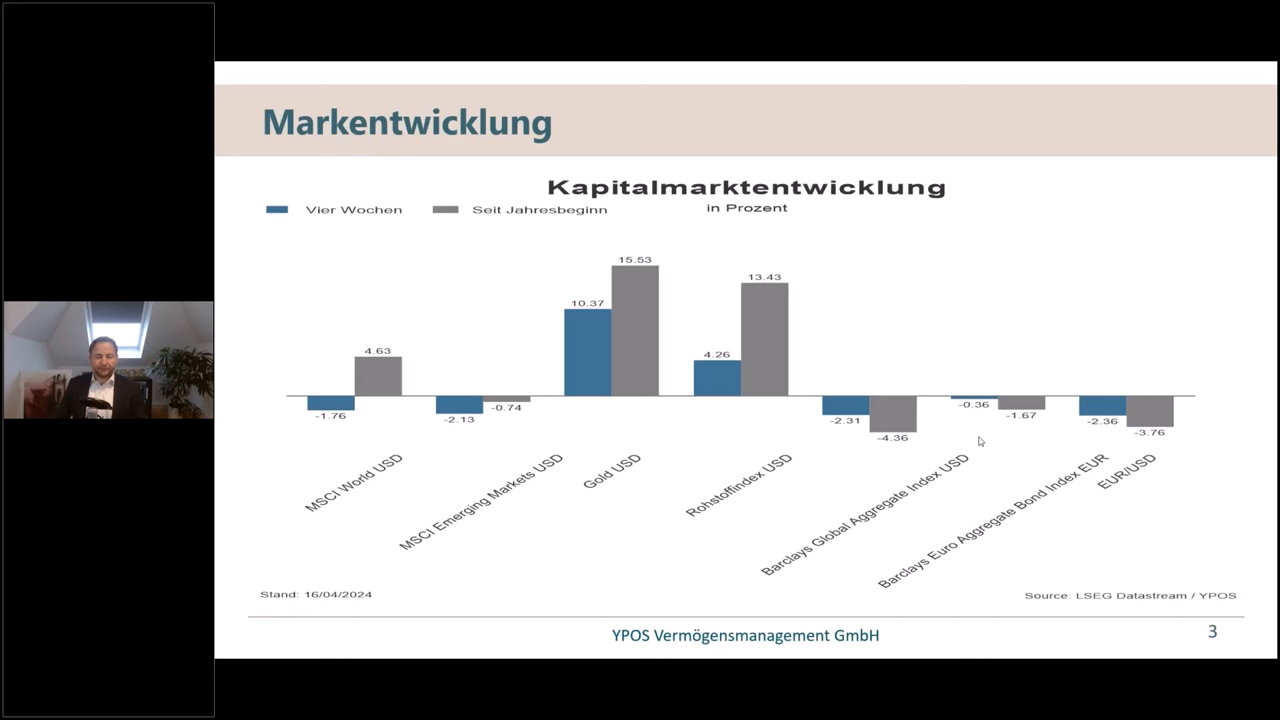 Markentwicklung
Kapitalmarktentwicklung
in Prozent
Vier Wochen
Seit Jahresbeginn
-1.76
4.63
-2.13
-0.74
10.37
15.53
4.26
13.43
-2.31
-4.36
-0.36
-1.67
-2.36
-3.76
MSCI World USD
MSCI Emerging Markets USD
Gold USD
Rohstoffindex USD
Barclays Global Aggregate Index USD
Barclays Euro Aggregate Bond Index EUR
EUR/USD
Stand: 16/04/2024
Source: LSEG Datastream / YPOS
YPOS Vermögensmanagement GmbH
3